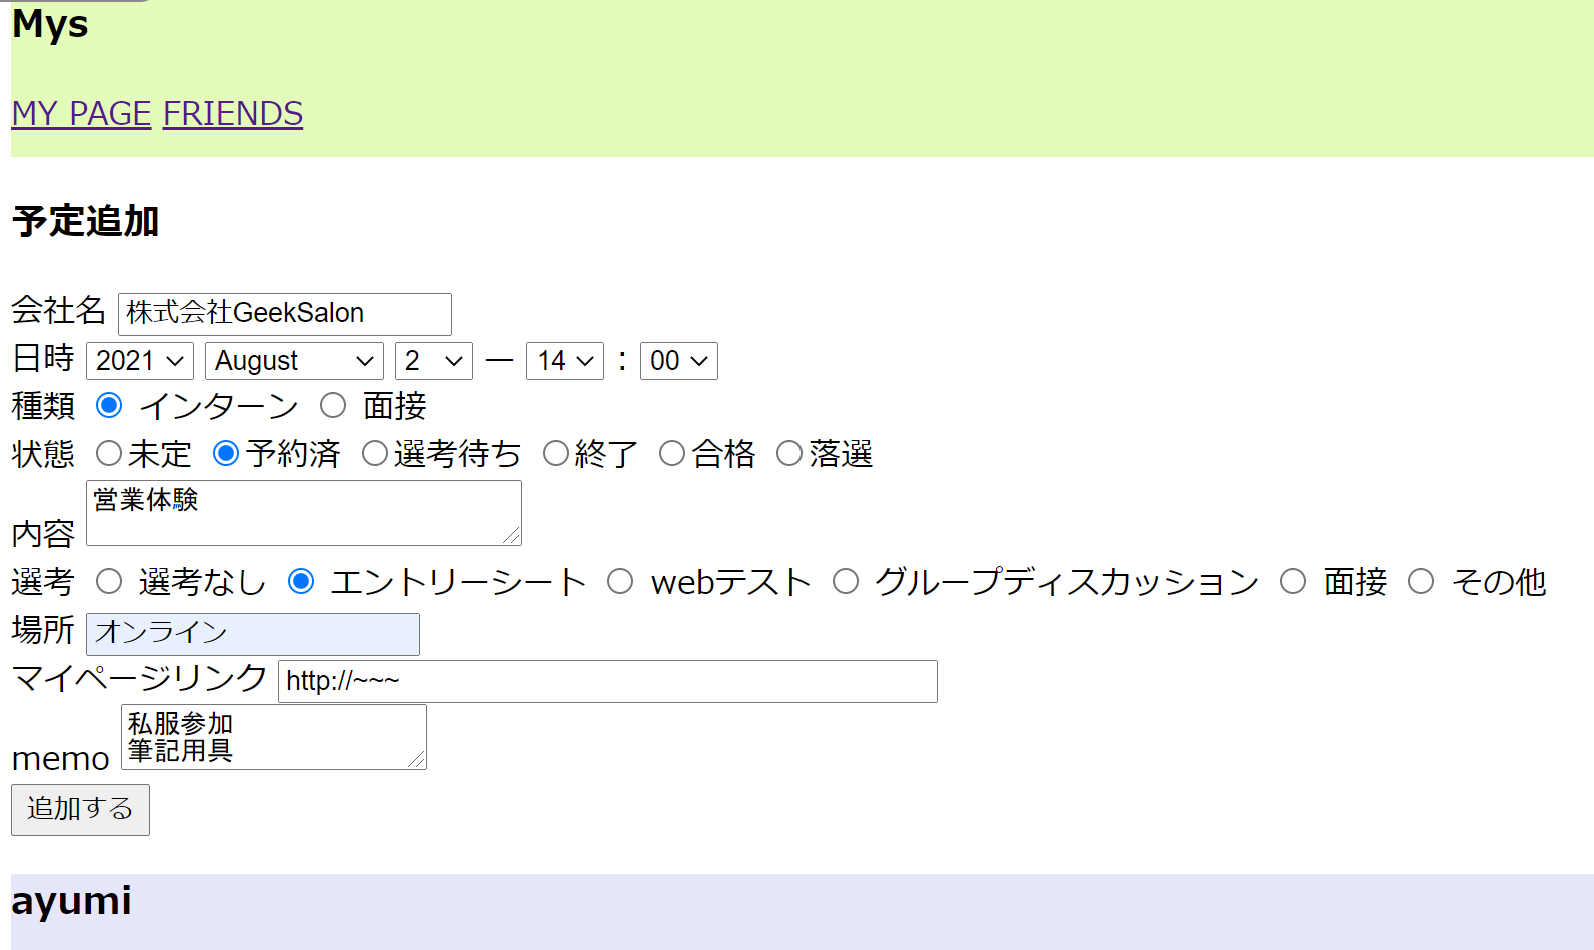 Mys
MY PAGE FRIENDS
予定追加
会社名 株式会社GeekSalon
日時 2021 August 2 — 14 : 00
種類 インターン 面接
状態 未定 予約済 選考待ち 終了 合格 落選
内容 営業体験
選考 選考なし エントリーシート webテスト グループディスカッション 面接 その他
場所 オンライン
マイページリンク http://~~~
memo 私服参加
筆記用具
追加する
ayumi